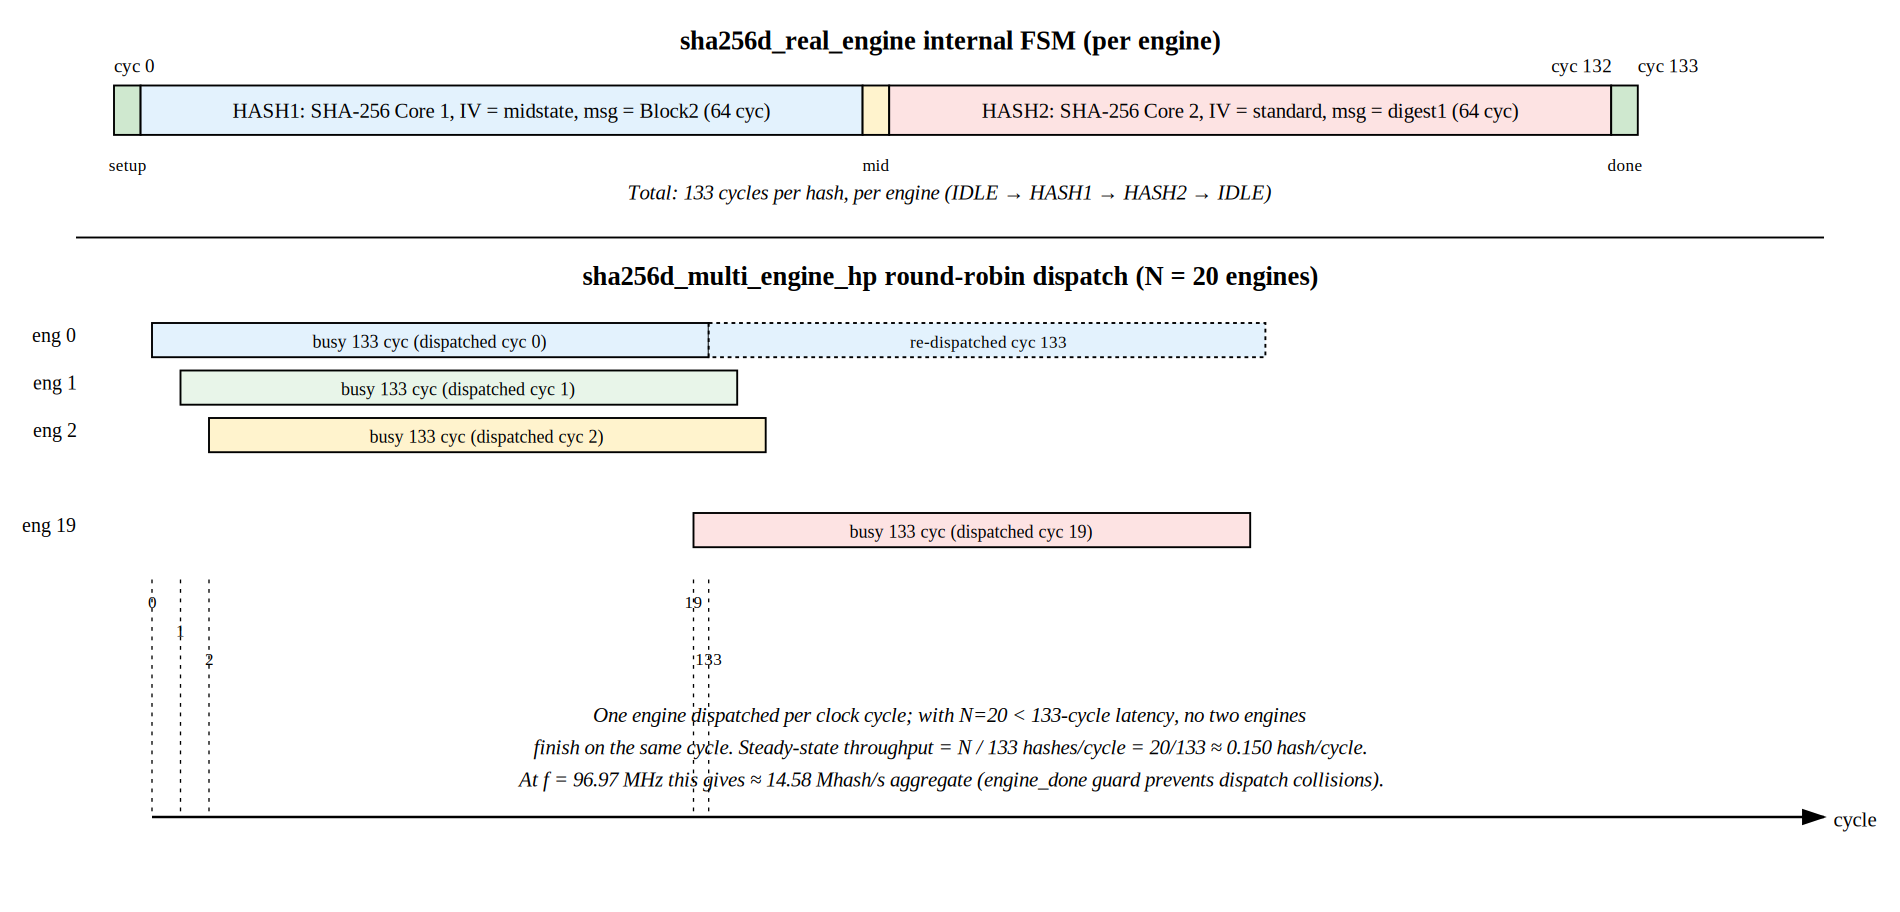 sha256d_real_engine internal FSM (per engine)
cyc 0
cyc 132
cyc 133
HASH1: SHA-256 Core 1, IV = midstate, msg = Block2 (64 cyc)
HASH2: SHA-256 Core 2, IV = standard, msg = digest1 (64 cyc)
setup
mid
done
Total: 133 cycles per hash, per engine (IDLE → HASH1 → HASH2 → IDLE)
sha256d_multi_engine_hp round-robin dispatch (N = 20 engines)
eng 0
busy 133 cyc (dispatched cyc 0)
re-dispatched cyc 133
eng 1
busy 133 cyc (dispatched cyc 1)
eng 2
busy 133 cyc (dispatched cyc 2)
eng 19
busy 133 cyc (dispatched cyc 19)
0
19
1
2
133
One engine dispatched per clock cycle; with N=20 < 133-cycle latency, no two engines
finish on the same cycle. Steady-state throughput = N / 133 hashes/cycle = 20/133 ≈ 0.150 hash/cycle.
At f = 96.97 MHz this gives ≈ 14.58 Mhash/s aggregate (engine_done guard prevents dispatch collisions).
cycle